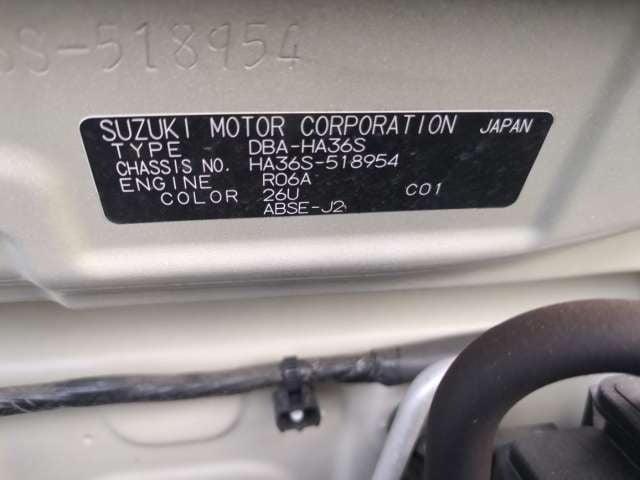 S-518954
SUZUKI MOTOR CORPORATION JAPAN
TYPE DBA-HA36S
CHASSIS NO. HA36S-518954
ENGINE R06A
COLOR 26U C01
ABSE-J2